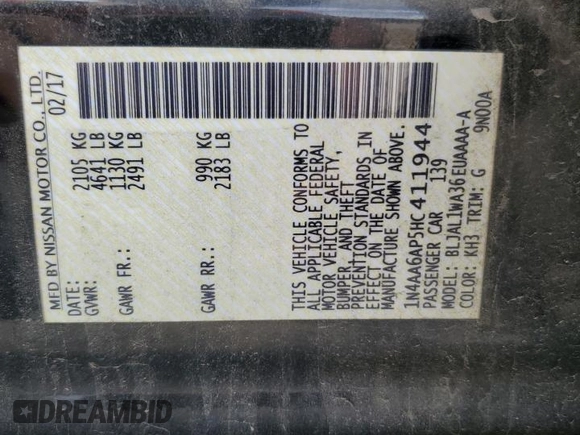 MFD BY NISSAN MOTOR CO., LTD.
DATE: 02/17
GVWR: 2105 KG
4641 LB
GAWR FR: 1130 KG
2491 LB
GAWR RR: 990 KG
2183 LB
THIS VEHICLE CONFORMS TO
ALL APPLICABLE FEDERAL
MOTOR VEHICLE SAFETY,
BUMPER, AND THEFT
PREVENTION STANDARDS IN
EFFECT ON THE DATE OF
MANUFACTURE SHOWN ABOVE.
1N4AA6AP5HC411944
PASSENGER CAR 139
MODEL: BLJAL1WA36EUAAAA-A
COLOR: KH3 TRIM: G 9N00A
DREAMBID